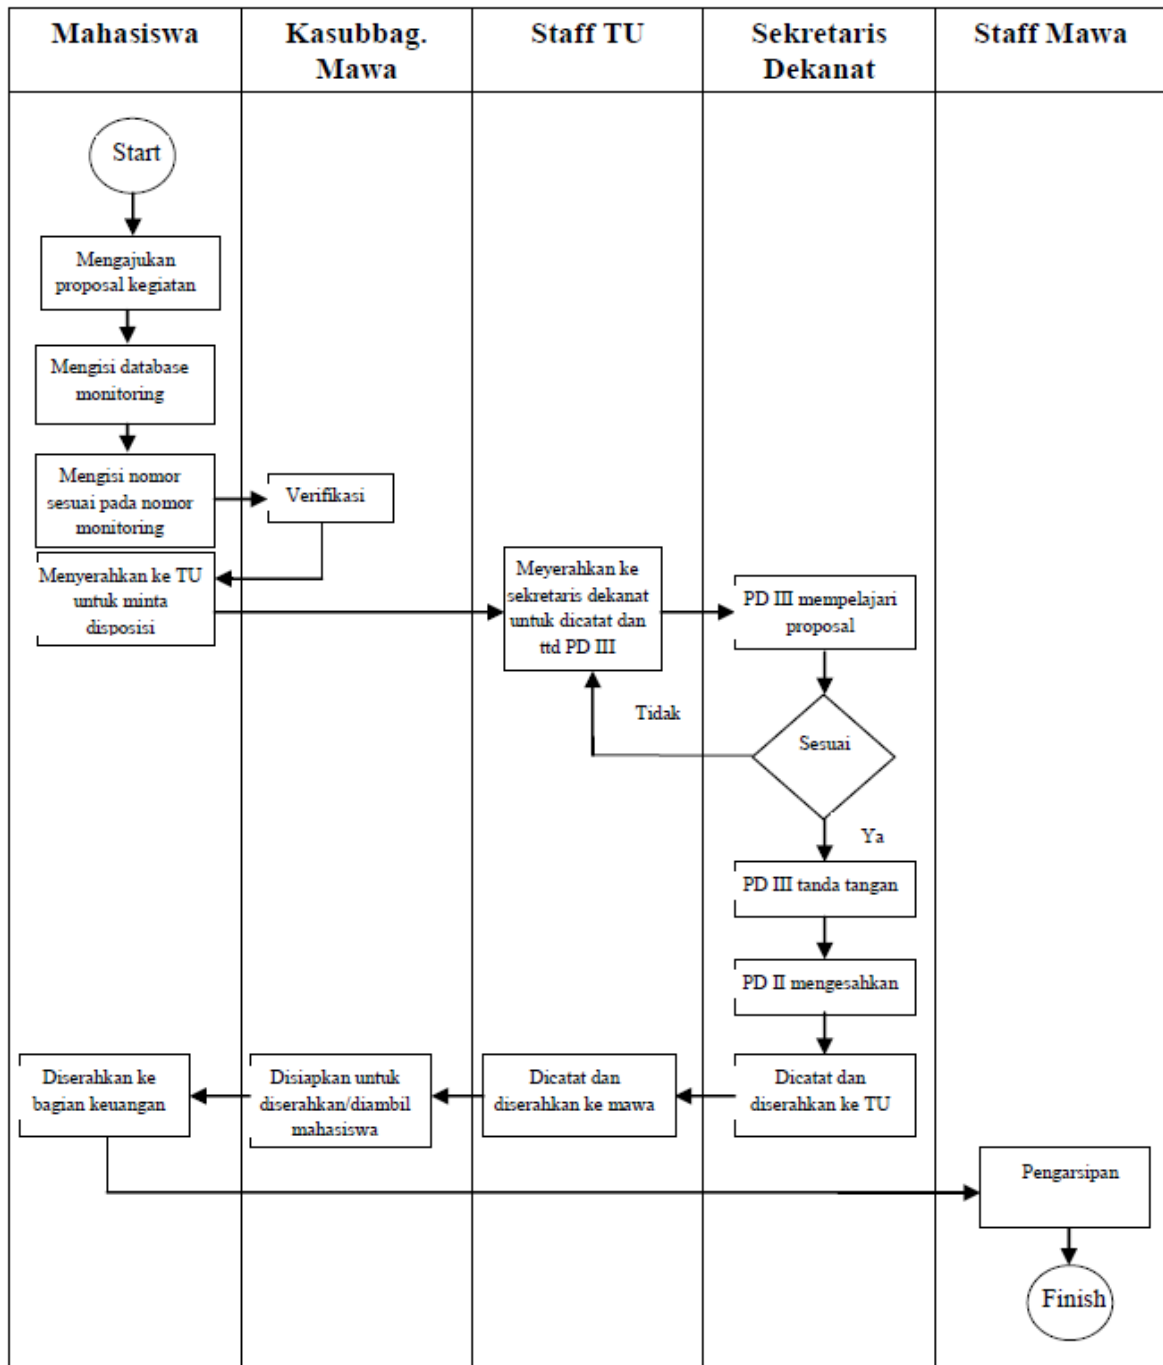 Mahasiswa
Kasubbag.
Mawa
Staff TU
Sekretaris
Dekanat
Staff Mawa
Start
Mengajukan
proposal kegiatan
Mengisi database
monitoring
Mengisi nomor
sesuai pada nomor
monitoring
Verifikasi
Menyerahkan ke TU
untuk minta
disposisi
Meyerahkan ke
sekretaris dekanat
untuk dicatat dan
ttd PD III
PD III mempelajari
proposal
Sesuai
Tidak
Ya
PD III tanda tangan
PD II mengesahkan
Dicatat dan
diserahkan ke TU
Dicatat dan
diserahkan ke mawa
Disiapkan untuk
diserahkan/diambil
mahasiswa
Diserahkan ke
bagian keuangan
Pengarsipan
Finish